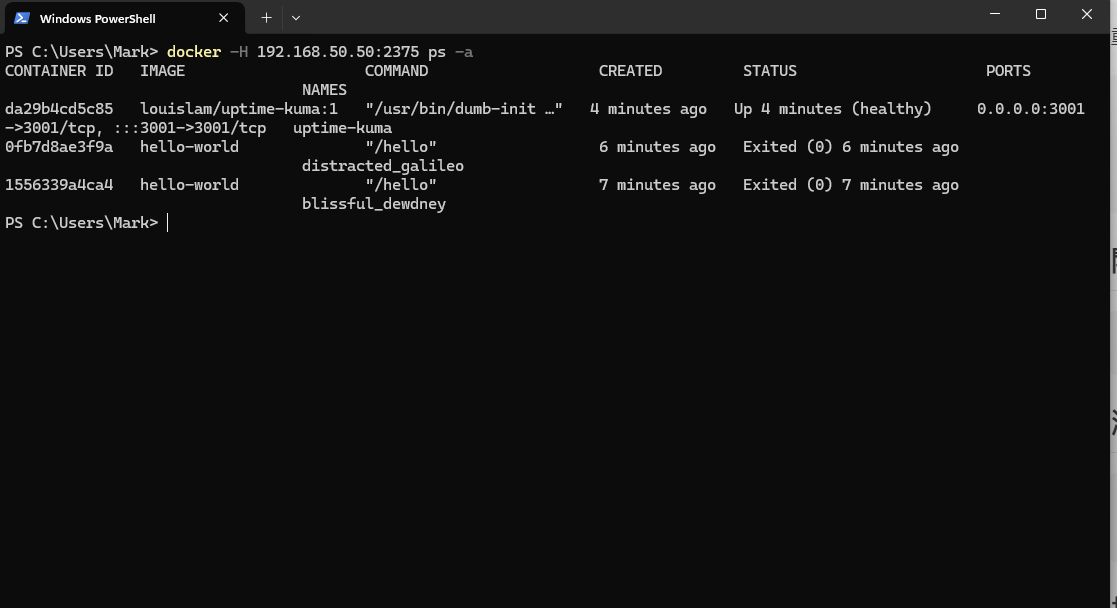 Windows PowerShell
PS C:\Users\Mark> docker -H 192.168.50.50:2375 ps -a
CONTAINER ID   IMAGE                    COMMAND                   CREATED         STATUS                     PORTS
                                 NAMES
da29b4cd5c85   louislam/uptime-kuma:1   "/usr/bin/dumb-init …"   4 minutes ago   Up 4 minutes (healthy)     0.0.0.0:3001
->3001/tcp, :::3001->3001/tcp   uptime-kuma
0fb7d8ae3f9a   hello-world              "/hello"                  6 minutes ago   Exited (0) 6 minutes ago
                                 distracted_galileo
1556339a4ca4   hello-world              "/hello"                  7 minutes ago   Exited (0) 7 minutes ago
                                 blissful_dewdney
PS C:\Users\Mark>